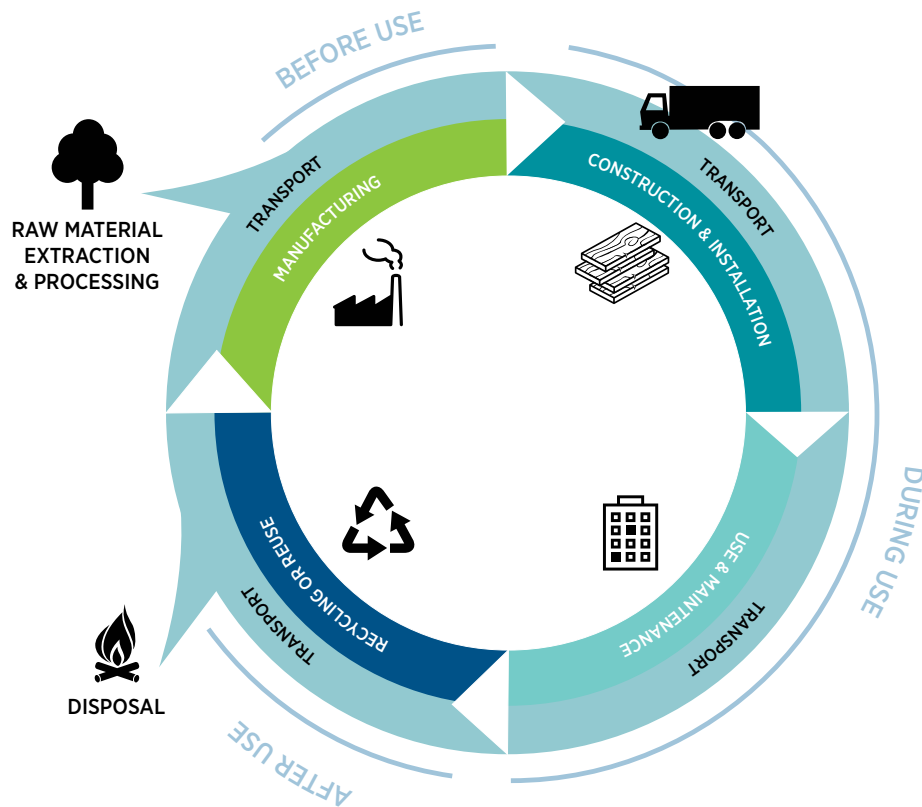 BEFORE USE
TRANSPORT
MANUFACTURING
RAW MATERIAL
EXTRACTION
& PROCESSING
TRANSPORT
CONSTRUCTION & INSTALLATION
DURING USE
USE & MAINTENANCE
TRANSPORT
RECYCLING OR REUSE
TRANSPORT
DISPOSAL
AFTER USE